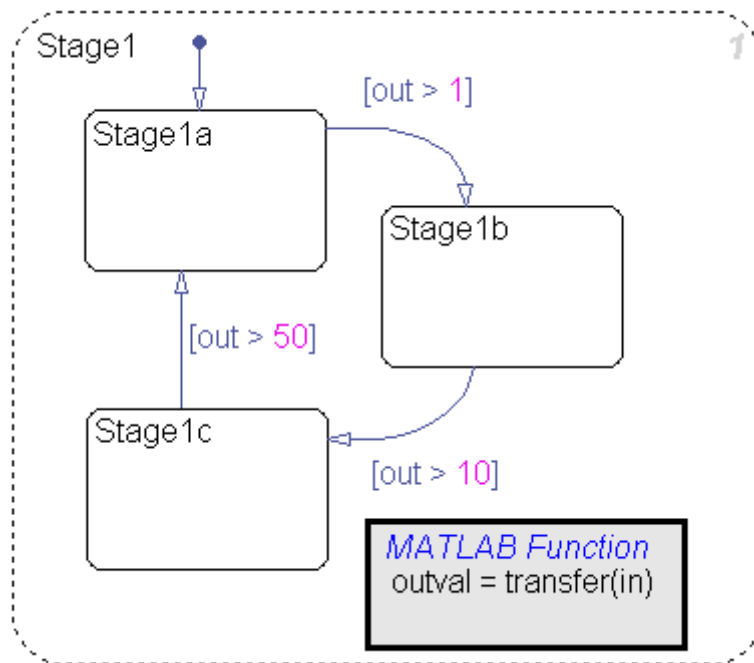 Stage1
1
[out > 1]
Stage1a
Stage1b
[out > 50]
Stage1c
[out > 10]
MATLAB Function
outval = transfer(in)